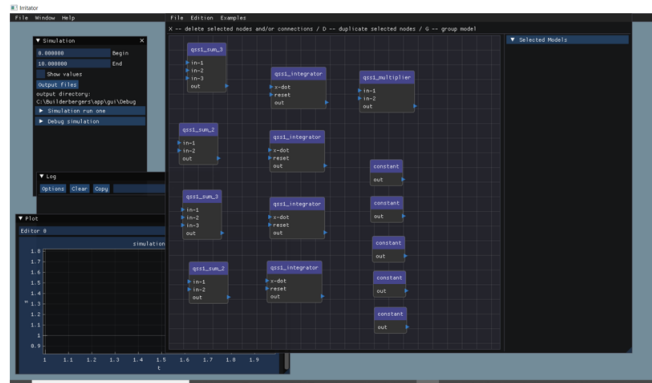 Irritator
File Window Help
File Edition Examples
X -- delete selected nodes and/or connections / D -- duplicate selected nodes / G -- group model
▼ Simulation X
0.000000 Begin
10.000000 End
Show values
Output files
output directory:
C:\Builderbergers\app\gui\Debug
► Simulation run one
► Debug simulation
▼ Log
Options Clear Copy
▼ Plot
Editor 0
simulation
1.8
1.7
1.6
1.5
1.4
1.3
1.2
1.1
1
0.9
1 1.1 1.2 1.3 1.4 1.5 1.6 1.7 1.8 1.9
t
qss1_sum_3
in-1
in-2
in-3
out
qss1_integrator
x-dot
reset
out
qss1_multiplier
in-1
in-2
out
qss1_sum_2
in-1
in-2
out
qss1_integrator
x-dot
reset
out
constant
out
qss1_sum_3
in-1
in-2
in-3
out
qss1_integrator
x-dot
reset
out
constant
out
constant
out
qss1_sum_2
in-1
in-2
out
qss1_integrator
x-dot
reset
out
constant
out
constant
out
▼ Selected Models